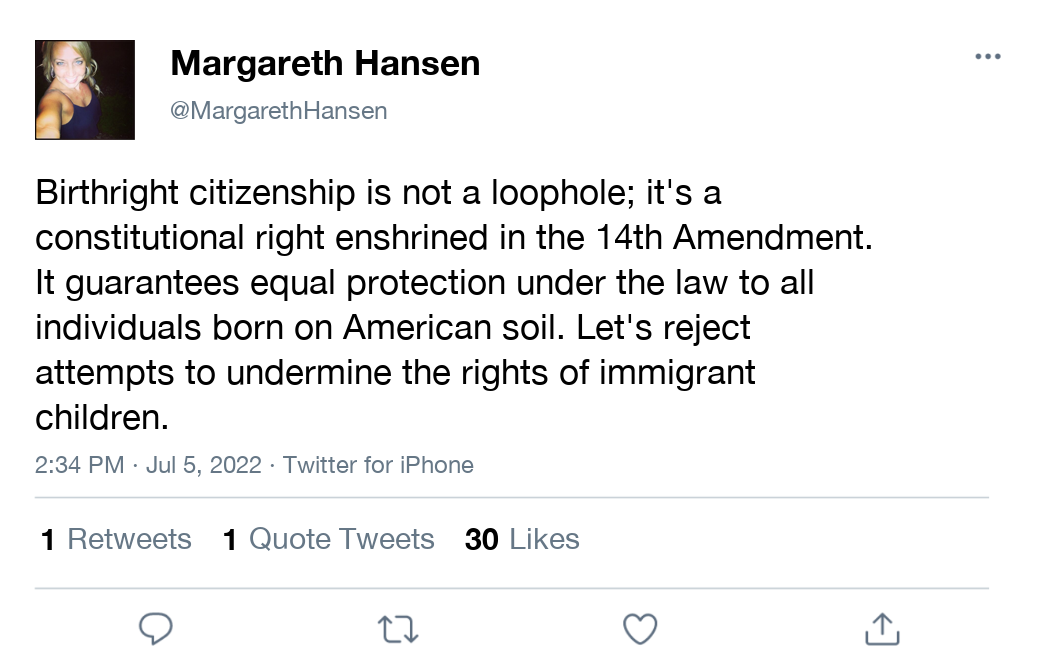 Margareth Hansen
@MargarethHansen
Birthright citizenship is not a loophole; it's a
constitutional right enshrined in the 14th Amendment.
It guarantees equal protection under the law to all
individuals born on American soil. Let's reject
attempts to undermine the rights of immigrant
children.
2:34 PM · Jul 5, 2022 · Twitter for iPhone
1 Retweets 1 Quote Tweets 30 Likes